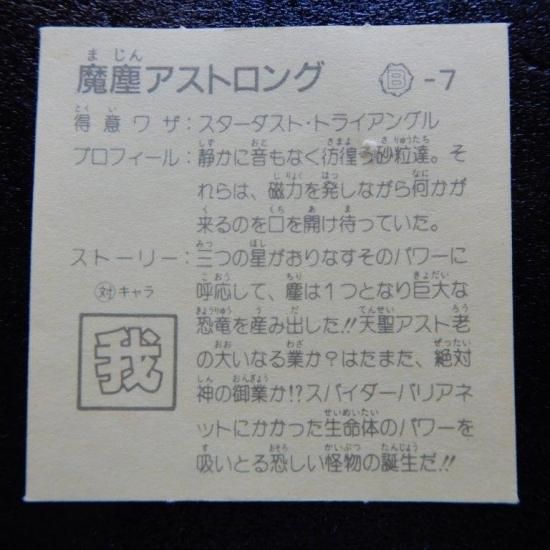 魔塵アストロング Ⓑ-7
得意ワザ:スターダスト・トライアングル
プロフィール:静かに音もなく彷徨う砂粒達。そ
れらは、磁力を発しながら何かが
来るのを口を開け待っていた。
ストーリー:三つの星がおりなすそのパワーに
呼応して、塵は1つとなり巨大な
恐竜を産み出した!!天聖アスト老
の大いなる業か?はたまた、絶対
神の御業か!?スパイダーバリアネ
ットにかかった生命体のパワーを
吸いとる恐しい怪物の誕生だ!!
㊥キャラ
我